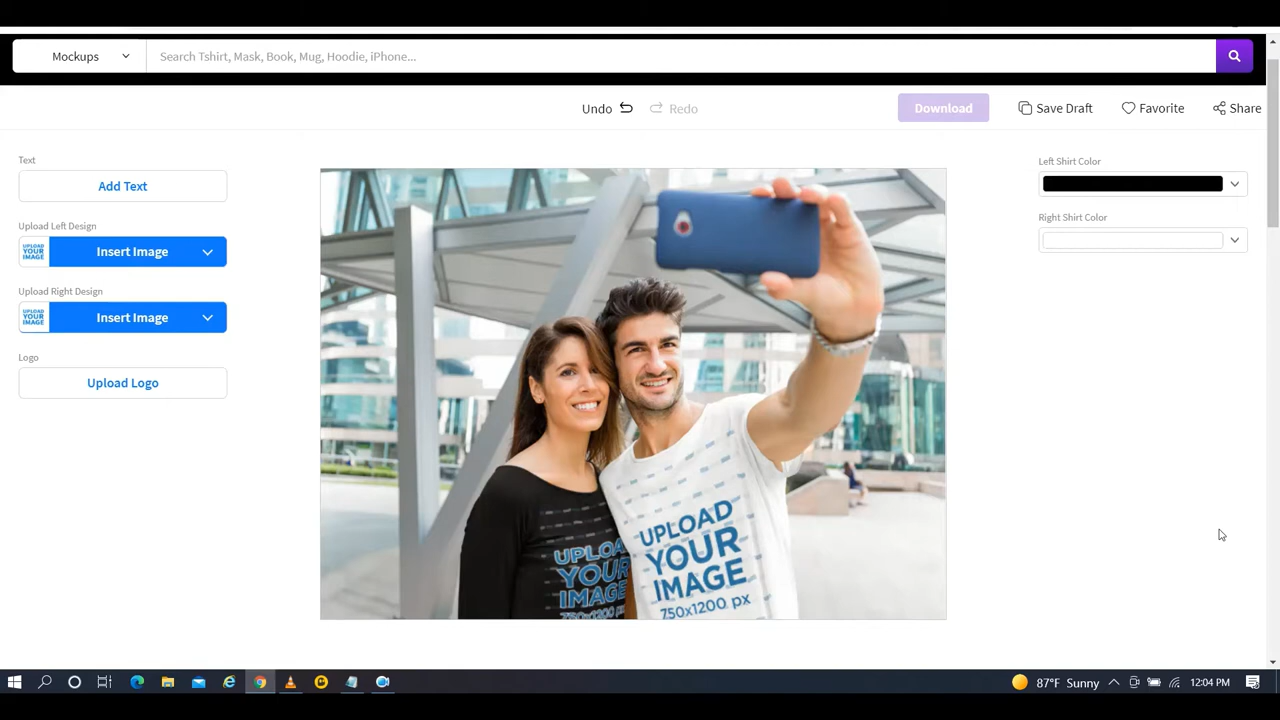 Mockups
Search Tshirt, Mask, Book, Mug, Hoodie, iPhone...
Undo Redo Download Save Draft Favorite Share
Text
Add Text
Upload Left Design
UPLOAD YOUR IMAGE Insert Image
Upload Right Design
UPLOAD YOUR IMAGE Insert Image
Logo
Upload Logo
Left Shirt Color
Right Shirt Color
UPLOAD
YOUR
IMAGE
750x1200 px
UPLOAD
YOUR
IMAGE
750x1200 px
87°F Sunny 12:04 PM